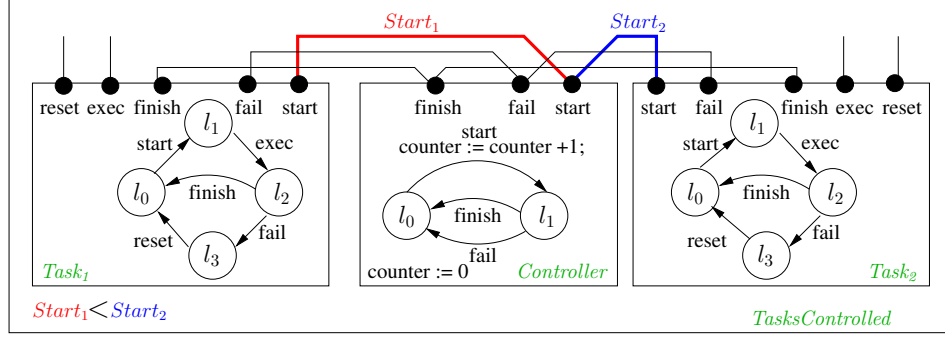 Start₁ Start₂
reset exec finish fail start finish fail start start fail finish exec reset
l₁ start l₁
start exec counter := counter +1; start exec
l₀ finish l₂ l₀ finish l₁ l₀ finish l₂
reset l₃ fail fail reset l₃ fail
Task₁ counter := 0 Controller Task₂
Start₁<Start₂
TasksControlled